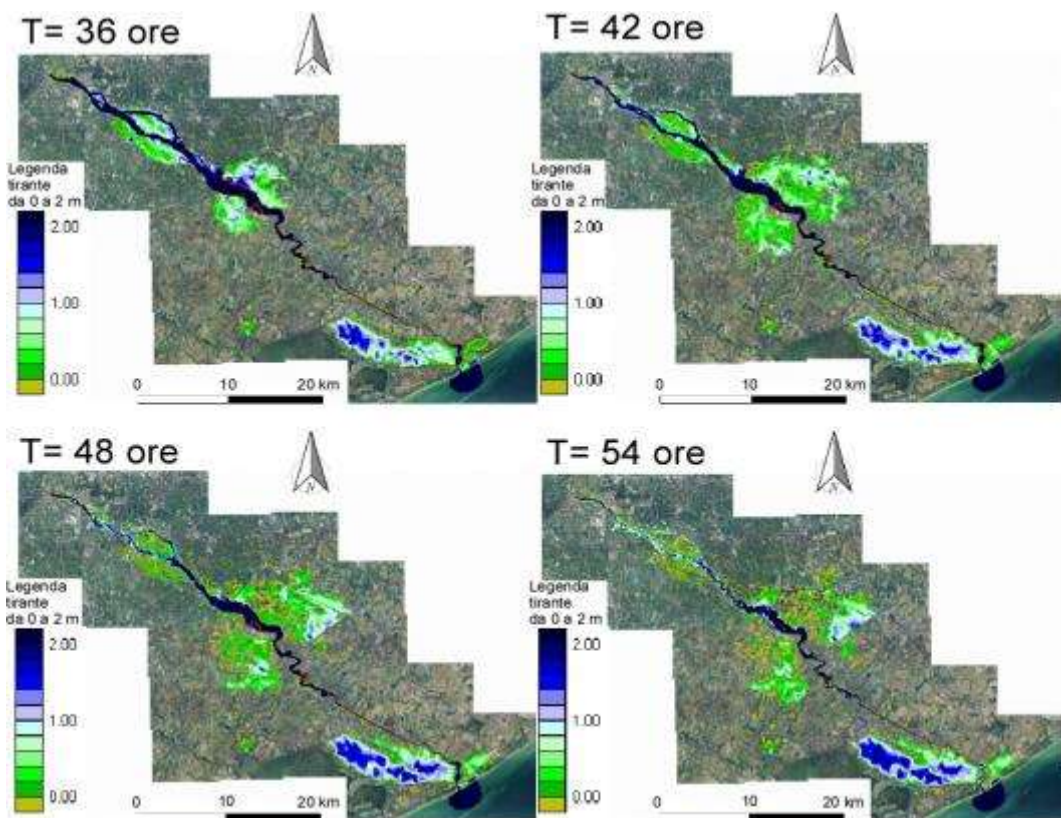 T= 36 ore
N
Legenda
tirante
da 0 a 2 m
2.00
1.00
0.00
0 10 20 km
T= 42 ore
N
Legenda
tirante
da 0 a 2 m
2.00
1.00
0.00
0 10 20 km
T= 48 ore
N
Legenda
tirante
da 0 a 2 m
2.00
1.00
0.00
0 10 20 km
T= 54 ore
N
Legenda
tirante
da 0 a 2 m
2.00
1.00
0.00
0 10 20 km